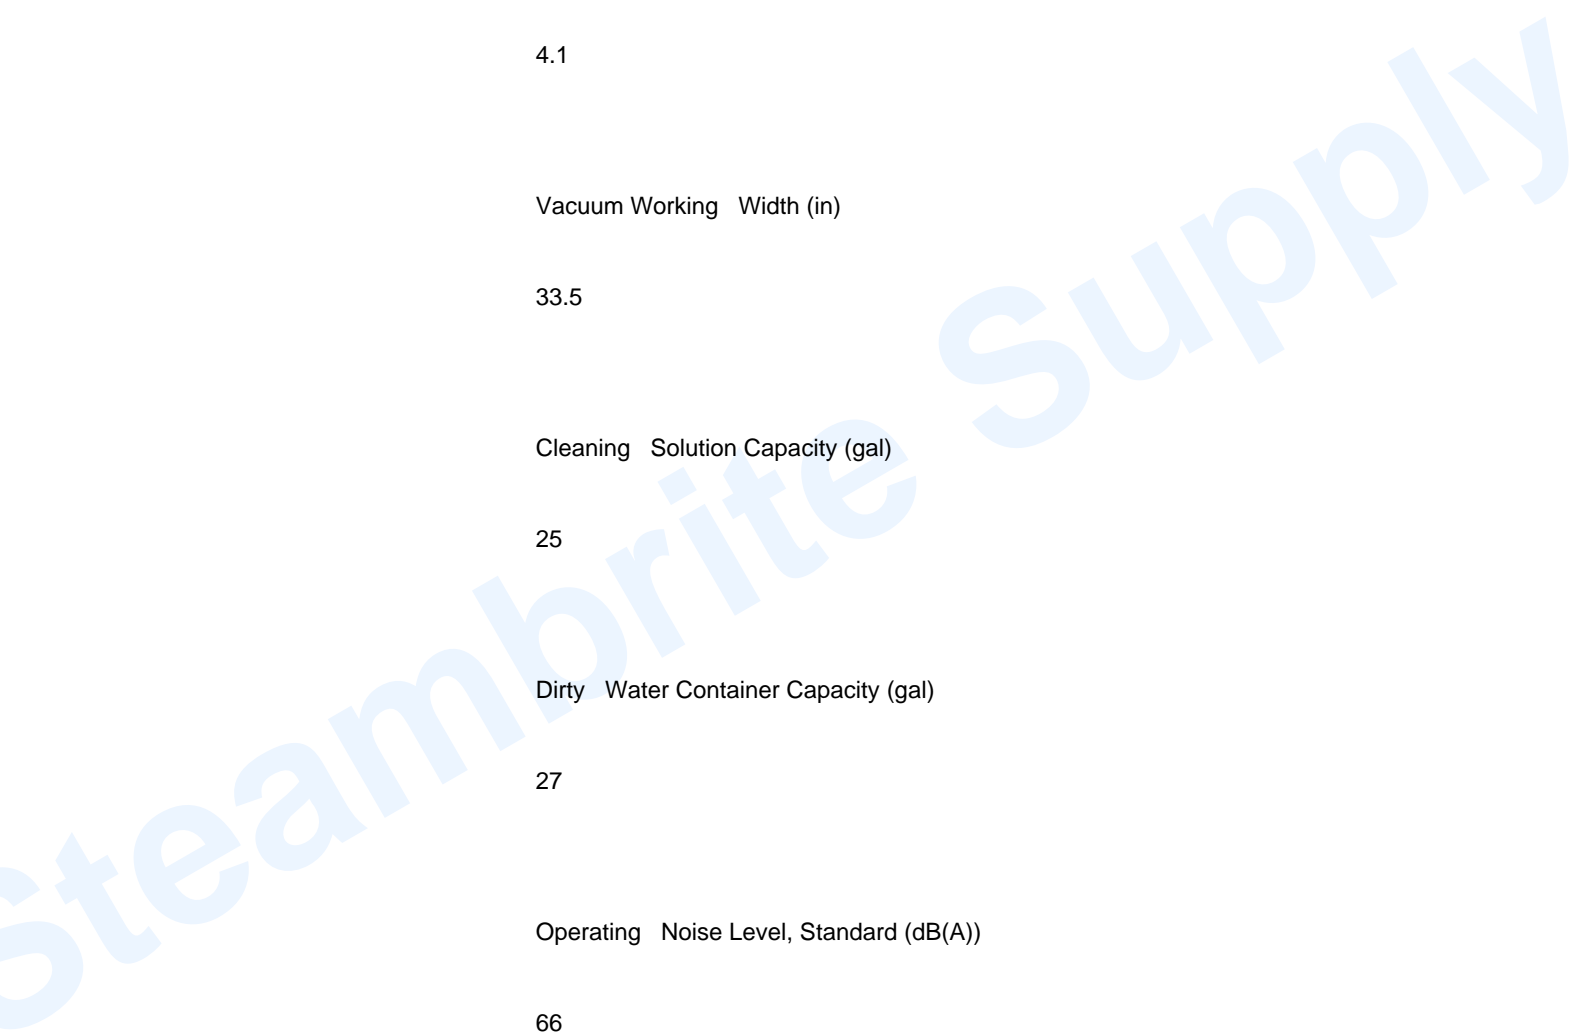 4.1
Vacuum Working   Width (in)
33.5
Cleaning   Solution Capacity (gal)
25
Dirty   Water Container Capacity (gal)
27
Operating   Noise Level, Standard (dB(A))
66
Steambrite Supply